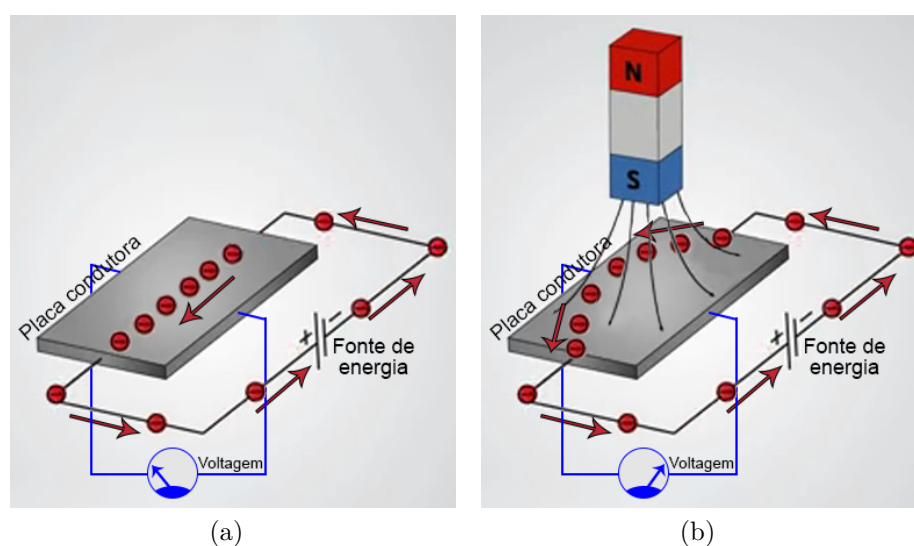 Placa condutora
+ -
Fonte de
energia
Voltagem
(a)
N
S
Placa condutora
+ -
Fonte de
energia
Voltagem
(b)